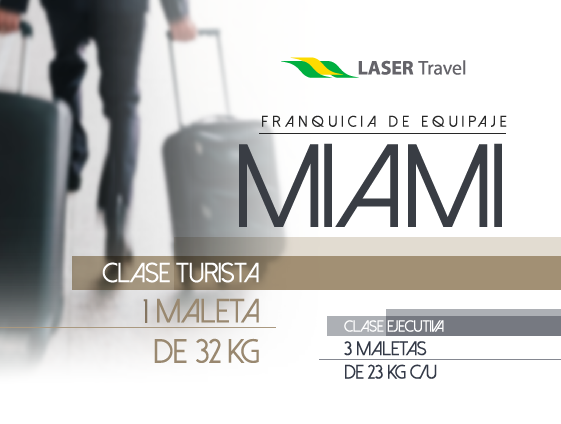 LASER Travel
FRANQUICIA DE EQUIPAJE
MIAMI
CLASE TURISTA
1 MALETA
DE 32 KG
CLASE EJECUTIVA
3 MALETAS
DE 23 KG C/U